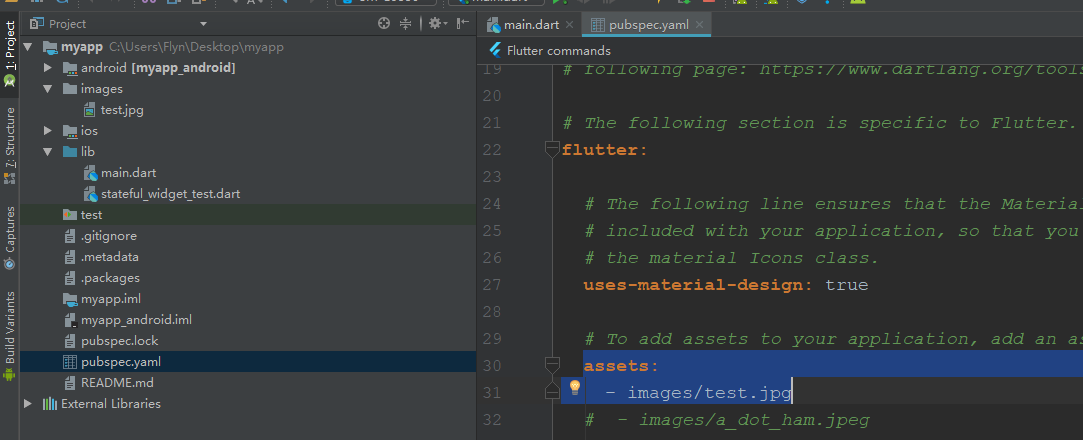 main.dart
pubspec.yaml
Project
1: Project
7: Structure
Captures
Build Variants
myapp C:\Users\Flyn\Desktop\myapp
android [myapp_android]
images
test.jpg
ios
lib
main.dart
stateful_widget_test.dart
test
.gitignore
.metadata
.packages
myapp.iml
myapp_android.iml
pubspec.lock
pubspec.yaml
README.md
External Libraries
Flutter commands
19 # following page: https://www.dartlang.org/tools
20
21 # The following section is specific to Flutter.
22 flutter:
23
24 # The following line ensures that the Material
25 # included with your application, so that you
26 # the material Icons class.
27 uses-material-design: true
28
29 # To add assets to your application, add an as
30 assets:
31 - images/test.jpg
32 # - images/a_dot_ham.jpeg